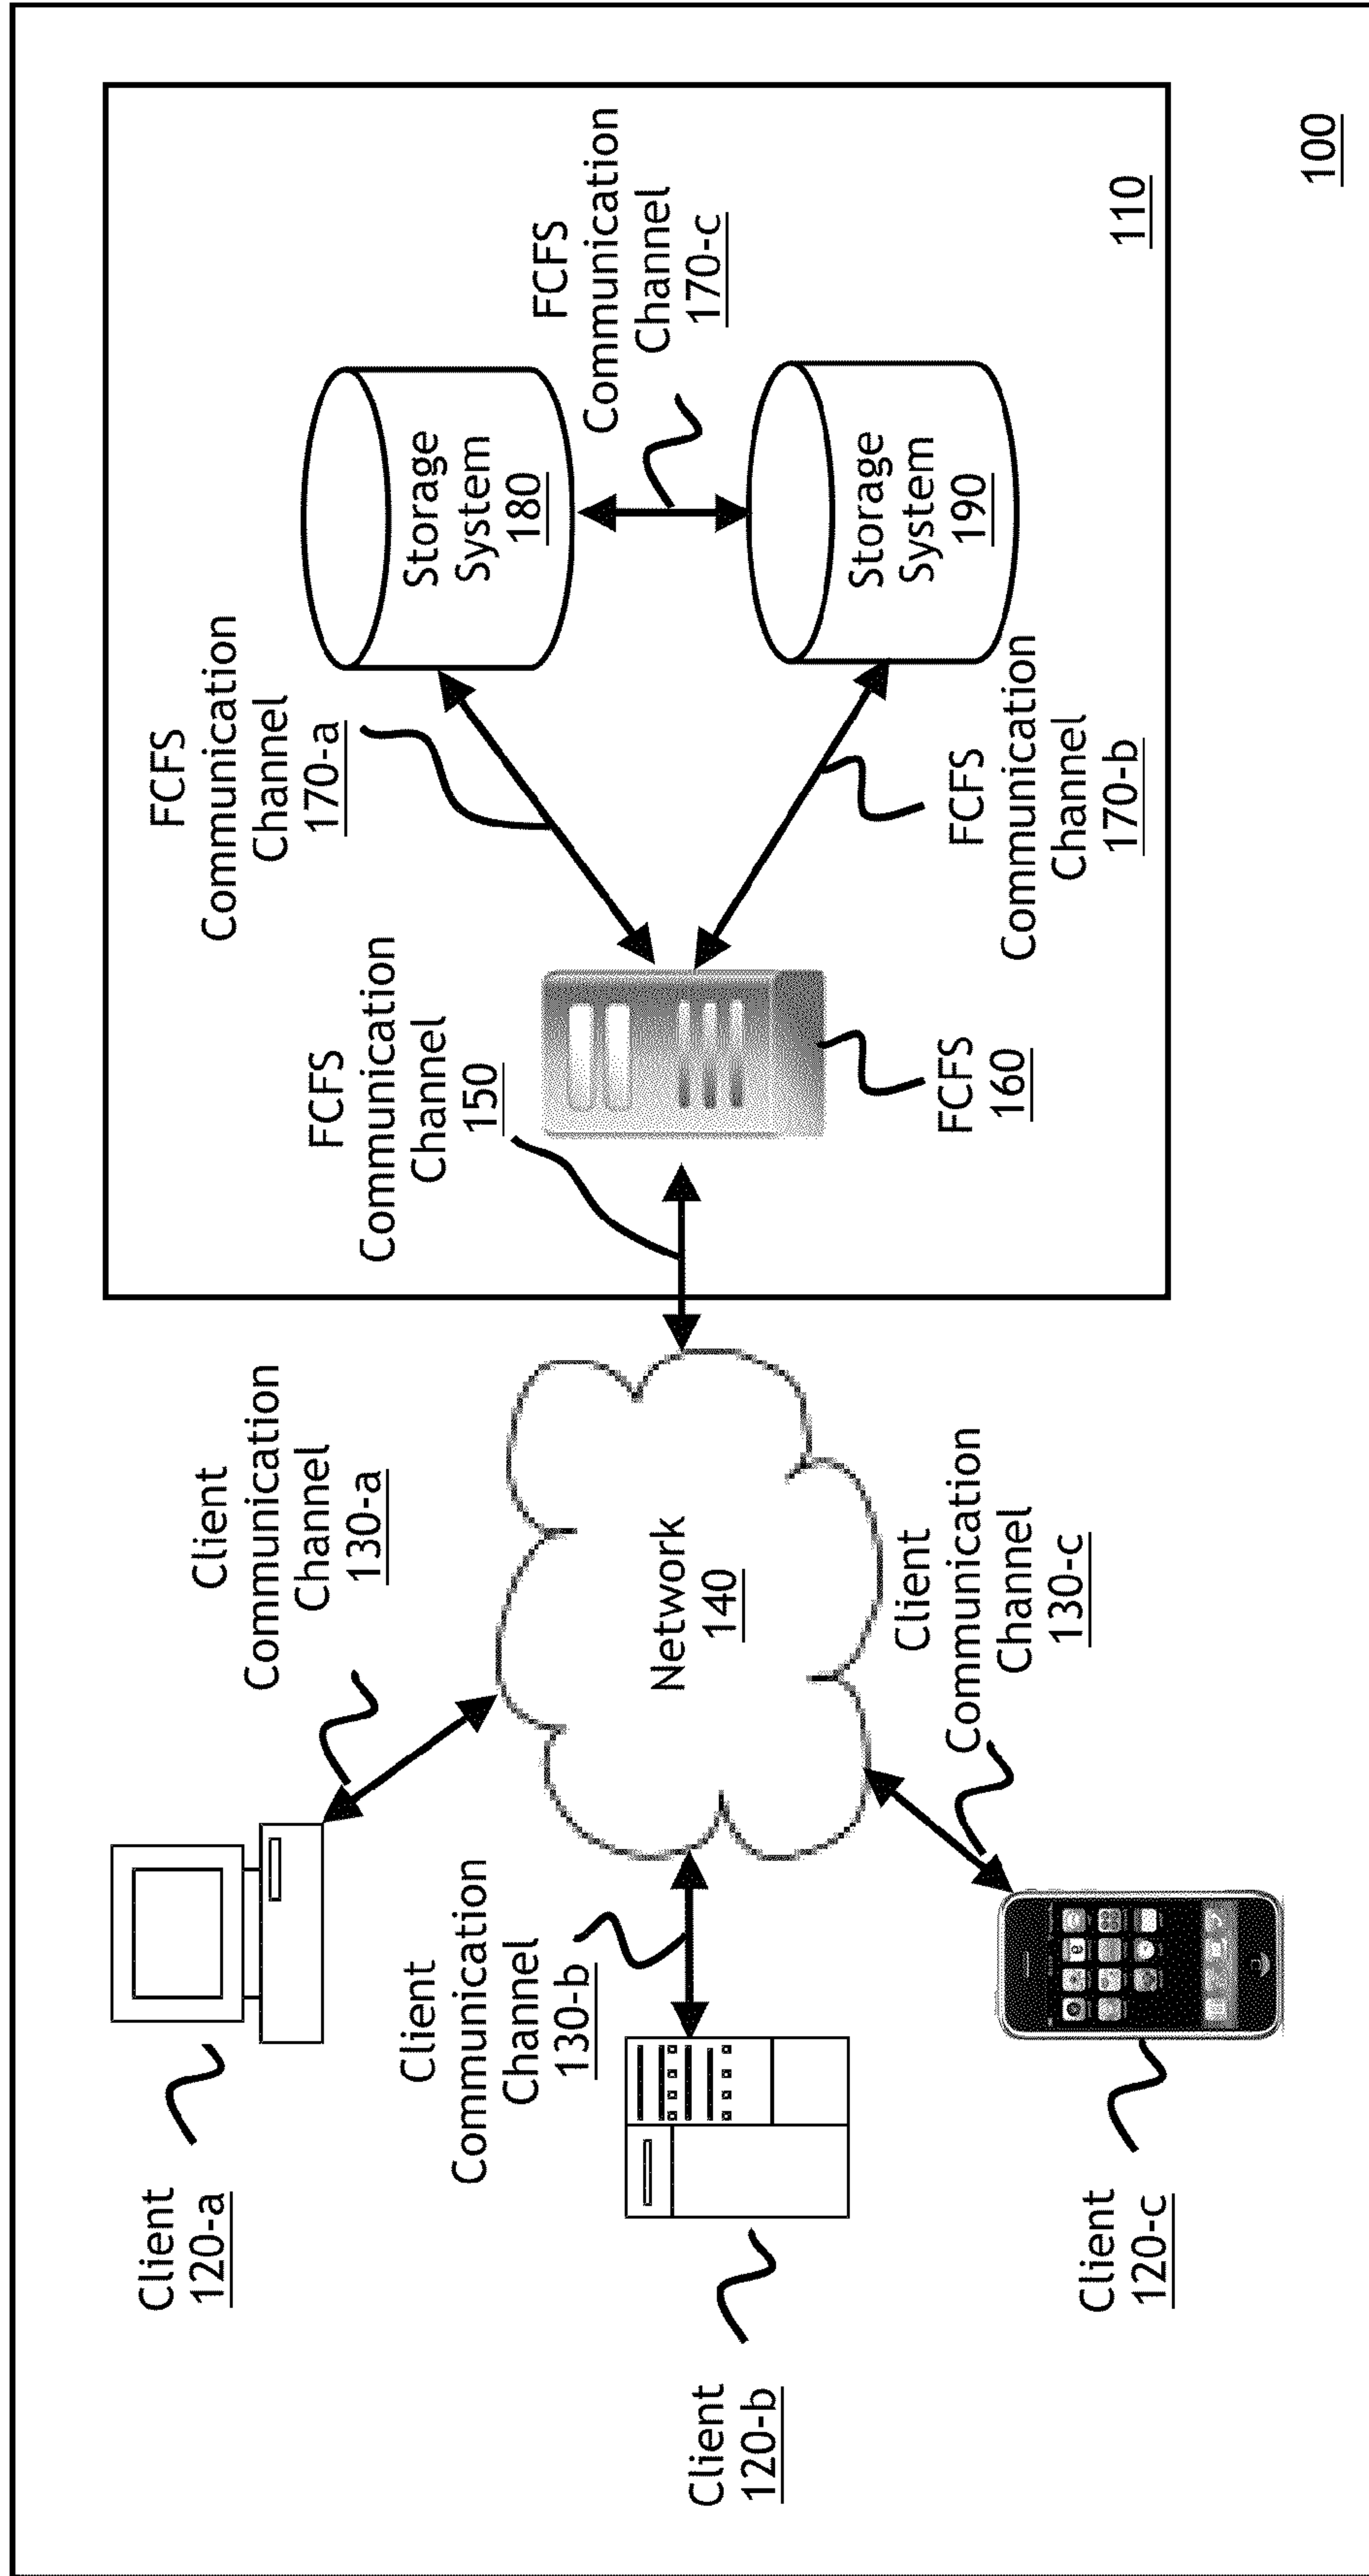 Client
120-a
Client
Communication
Channel
130-a
Client
120-b
Client
Communication
Channel
130-b
Client
120-c
Client
Communication
Channel
130-c
Network
140
FCFS
Communication
Channel
150
FCFS
160
FCFS
Communication
Channel
170-a
FCFS
Communication
Channel
170-b
Storage
System
180
FCFS
Communication
Channel
170-c
Storage
System
190
110
100